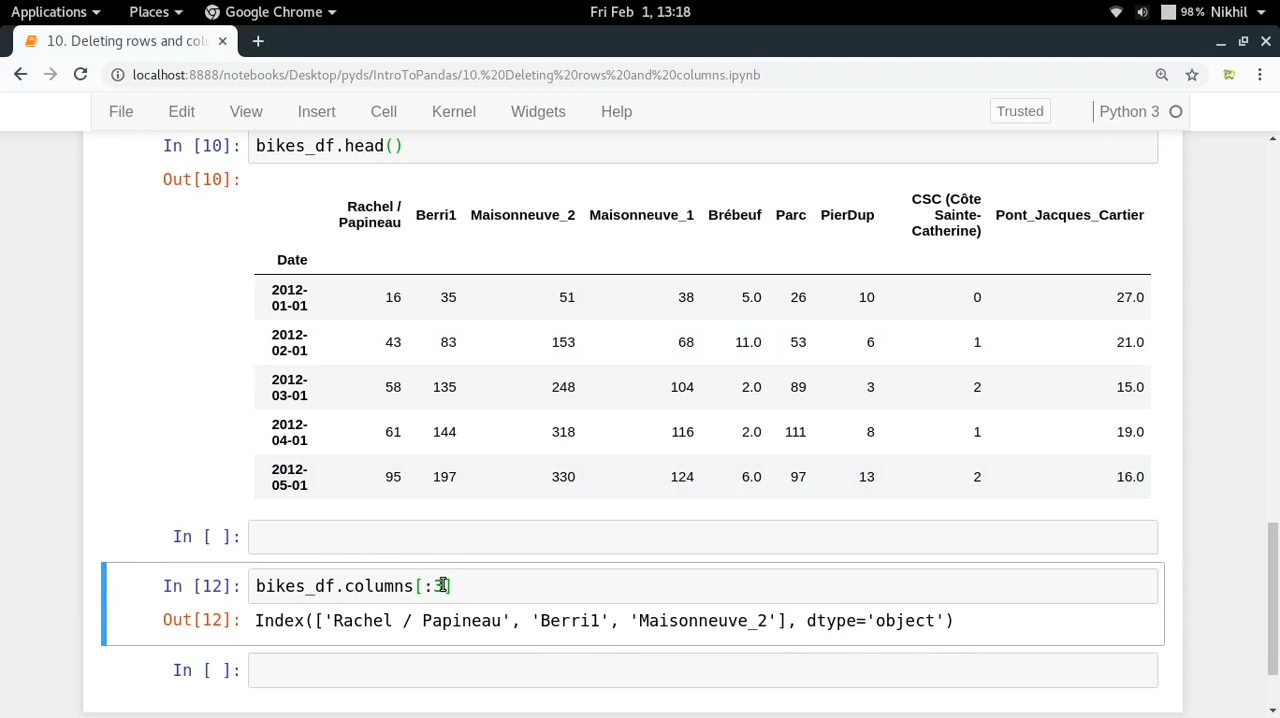 Applications Places Google Chrome Fri Feb 1, 13:18 98% Nikhil
10. Deleting rows and col
localhost:8888/notebooks/Desktop/pyds/IntroToPandas/10.%20Deleting%20rows%20and%20columns.ipynb
File Edit View Insert Cell Kernel Widgets Help Trusted Python 3
In [10]: bikes_df.head()
Out[10]:
Rachel / Papineau Berri1 Maisonneuve_2 Maisonneuve_1 Brébeuf Parc PierDup CSC (Côte Sainte-Catherine) Pont_Jacques_Cartier
Date
2012-01-01 16 35 51 38 5.0 26 10 0 27.0
2012-02-01 43 83 153 68 11.0 53 6 1 21.0
2012-03-01 58 135 248 104 2.0 89 3 2 15.0
2012-04-01 61 144 318 116 2.0 111 8 1 19.0
2012-05-01 95 197 330 124 6.0 97 13 2 16.0
In [ ]:
In [12]: bikes_df.columns[:3]
Out[12]: Index(['Rachel / Papineau', 'Berri1', 'Maisonneuve_2'], dtype='object')
In [ ]: